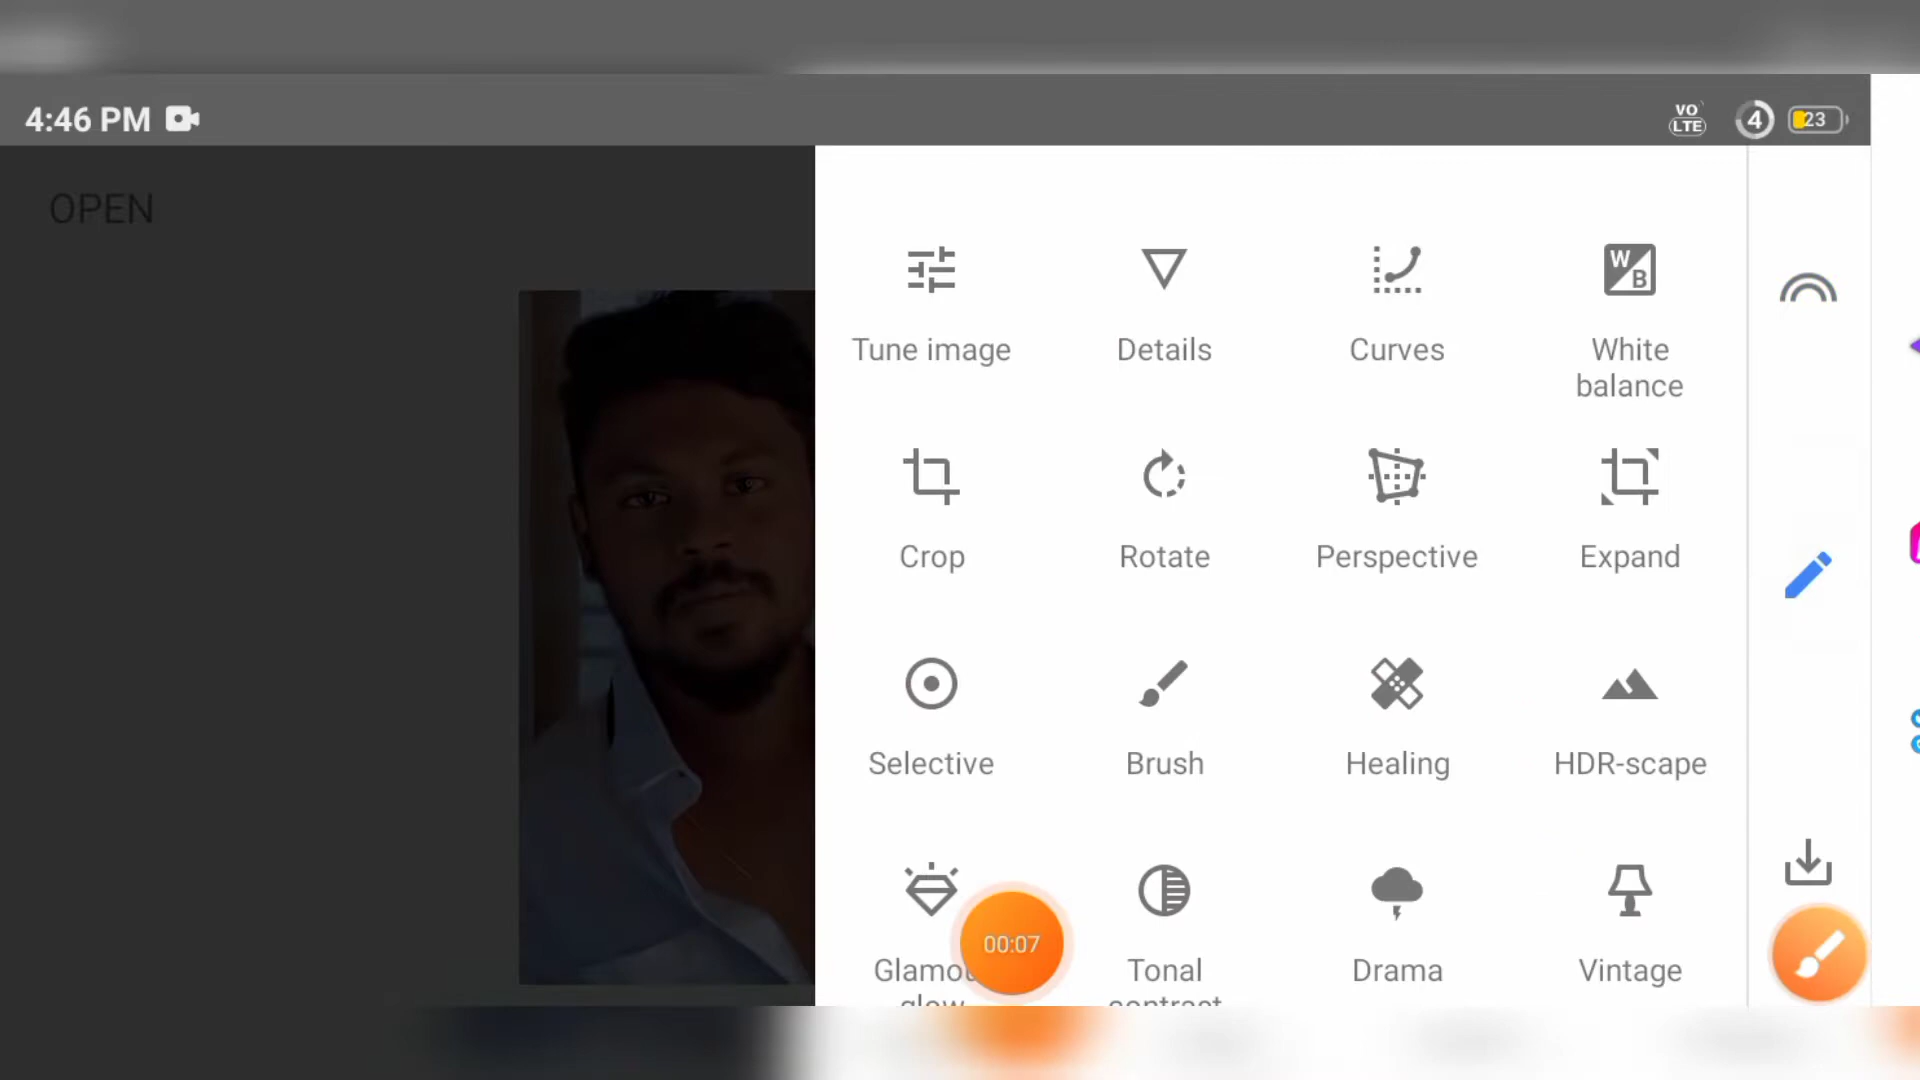 4:46 PM
VO
LTE
4
23
OPEN
W
B
Tune image
Details
Curves
White
balance
Crop
Rotate
Perspective
Expand
Selective
Brush
Healing
HDR-scape
00:07
Tonal
contrast
Drama
Vintage